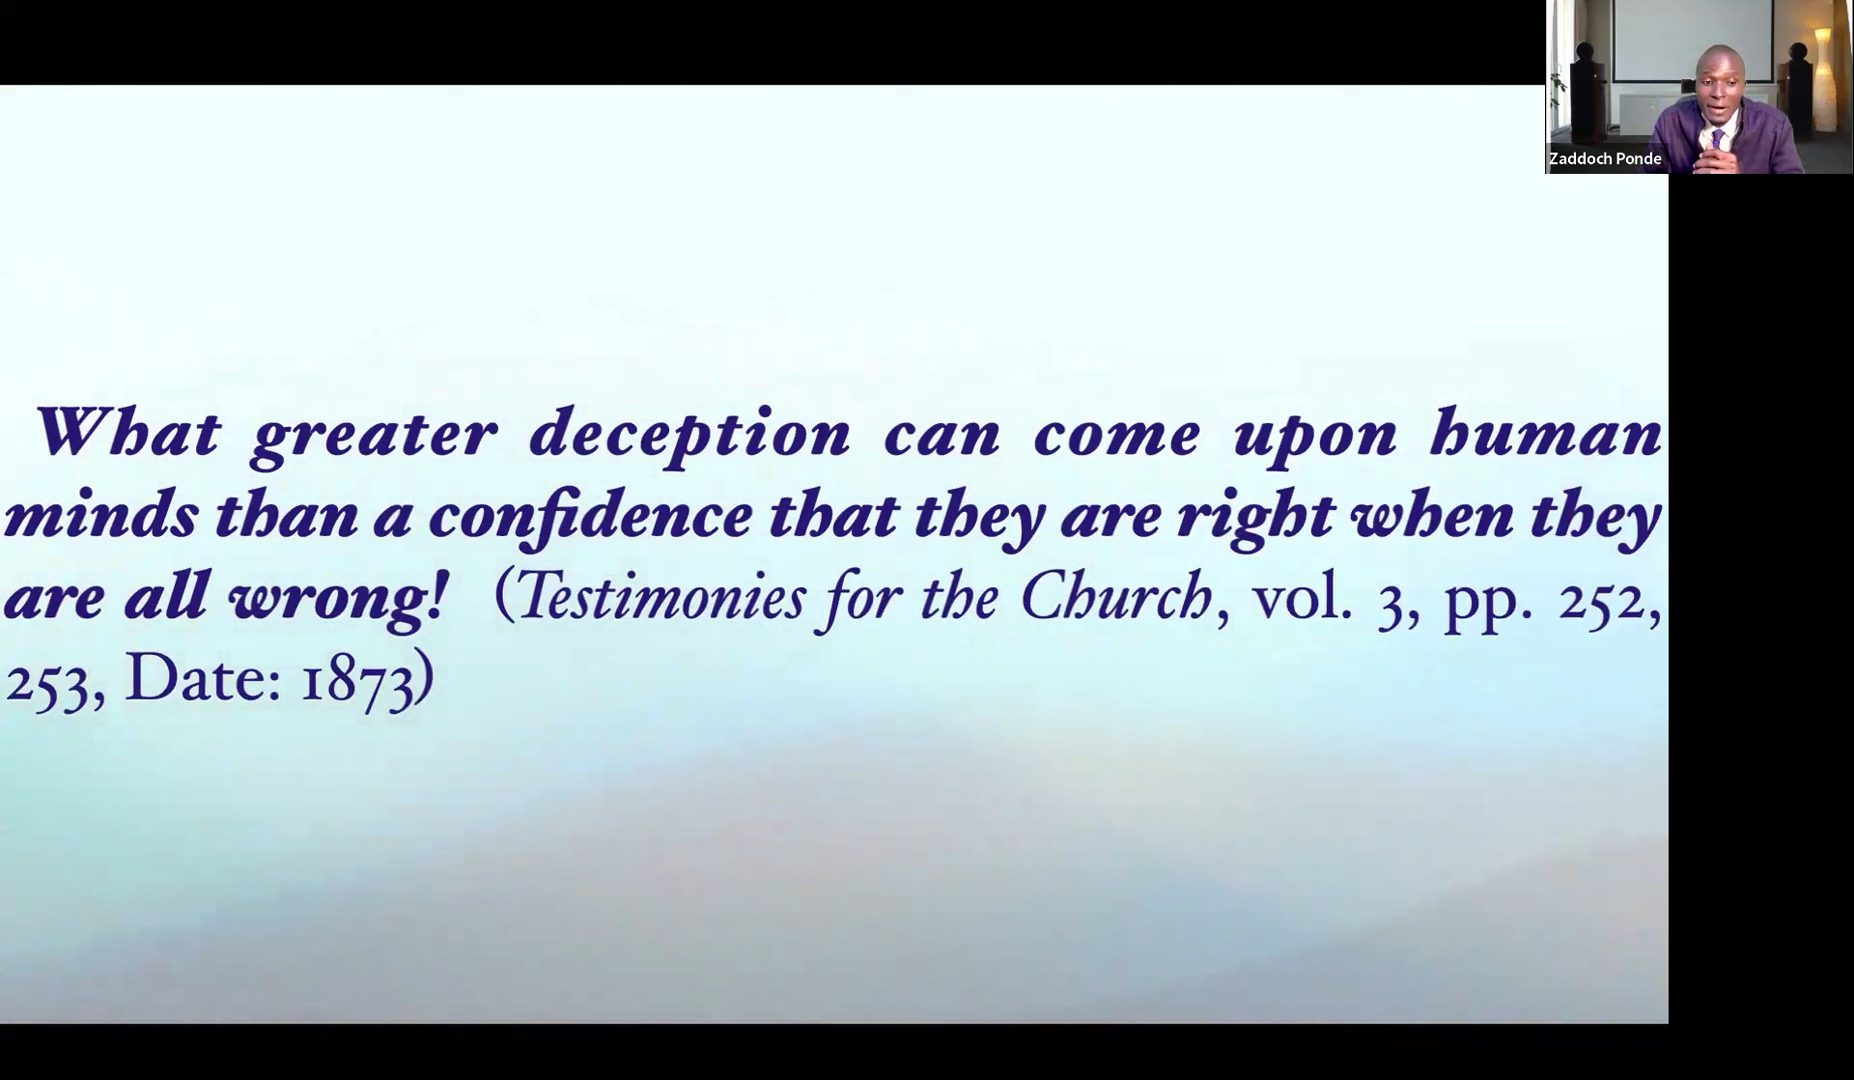 Zaddoch Ponde
What greater deception can come upon human
minds than a confidence that they are right when they
are all wrong! (Testimonies for the Church, vol. 3, pp. 252,
253, Date: 1873)